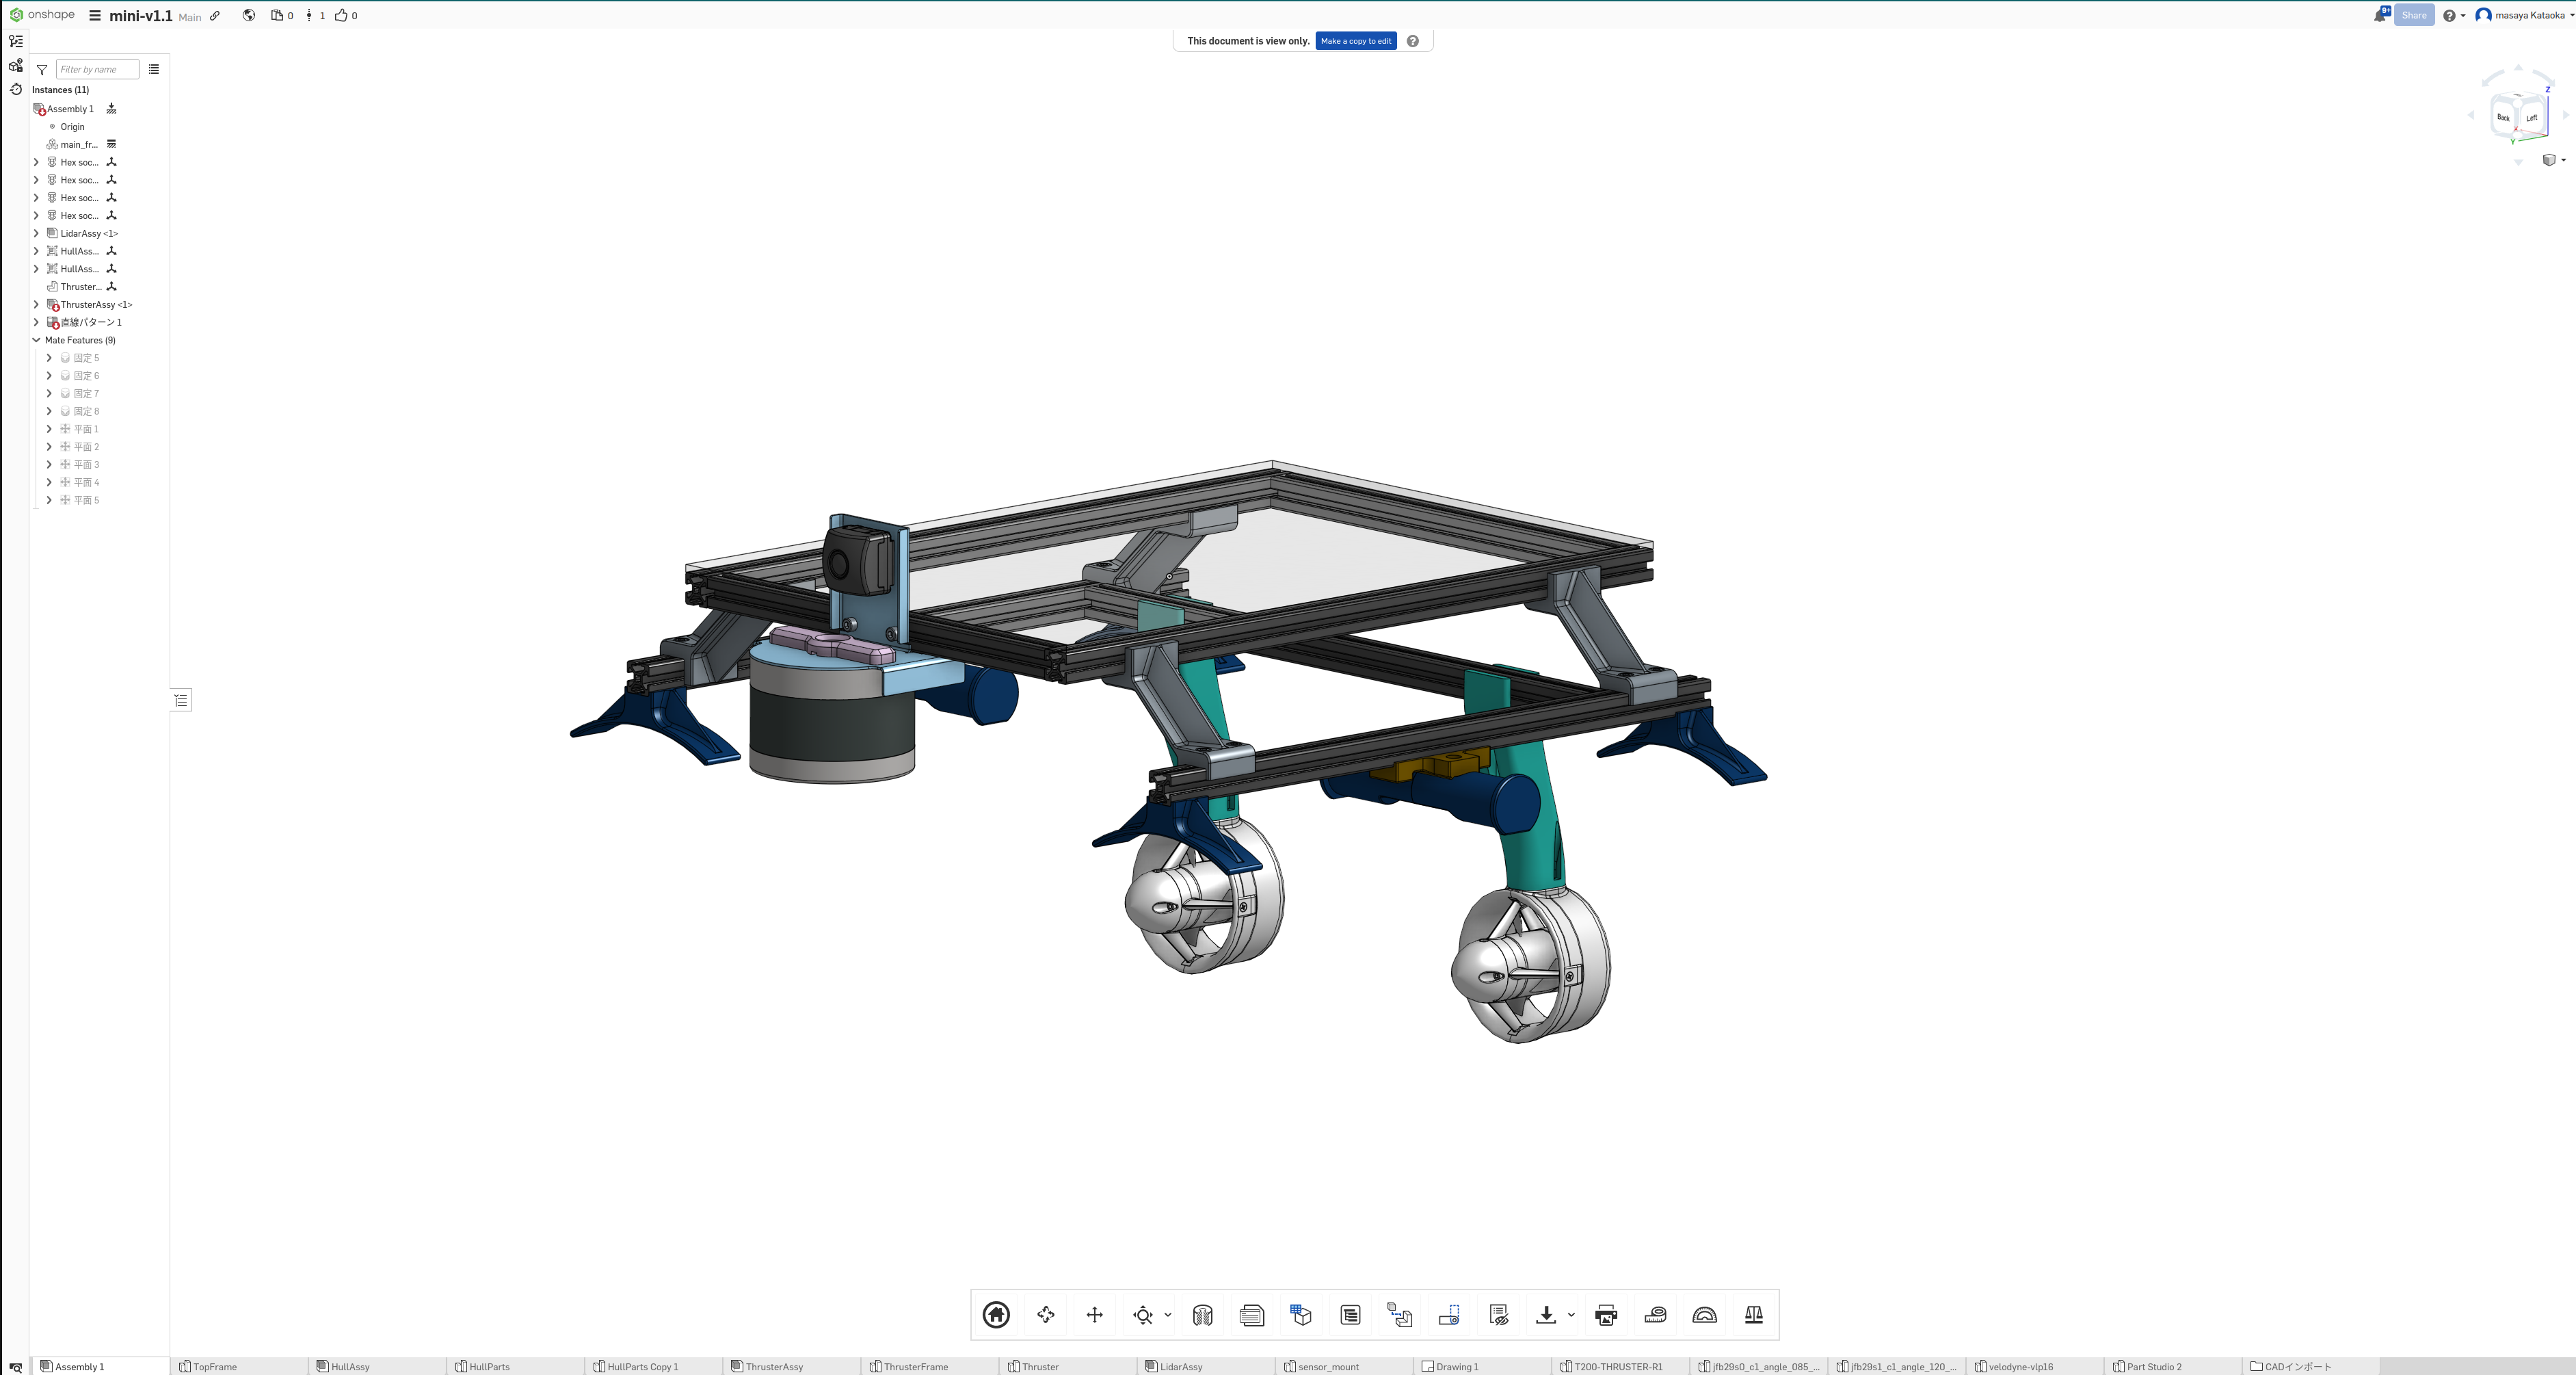 onshape mini-v1.1 Main 0 1 0 9+ Share masaya Kataoka
This document is view only. Make a copy to edit
Filter by name
Instances (11)
Assembly 1
Origin
main_fr...
Hex soc...
Hex soc...
Hex soc...
Hex soc...
LidarAssy <1>
HullAss...
HullAss...
Thruster...
ThrusterAssy <1>
直線パターン 1
Mate Features (9)
固定 5
固定 6
固定 7
固定 8
平面 1
平面 2
平面 3
平面 4
平面 5
Z
Back Left
Y
Assembly 1 TopFrame HullAssy HullParts HullParts Copy 1 ThrusterAssy ThrusterFrame Thruster LidarAssy sensor_mount Drawing 1 T200-THRUSTER-R1 jfb29s0_c1_angle_085_... jfb29s1_c1_angle_120_... velodyne-vlp16 Part Studio 2 CADインポート